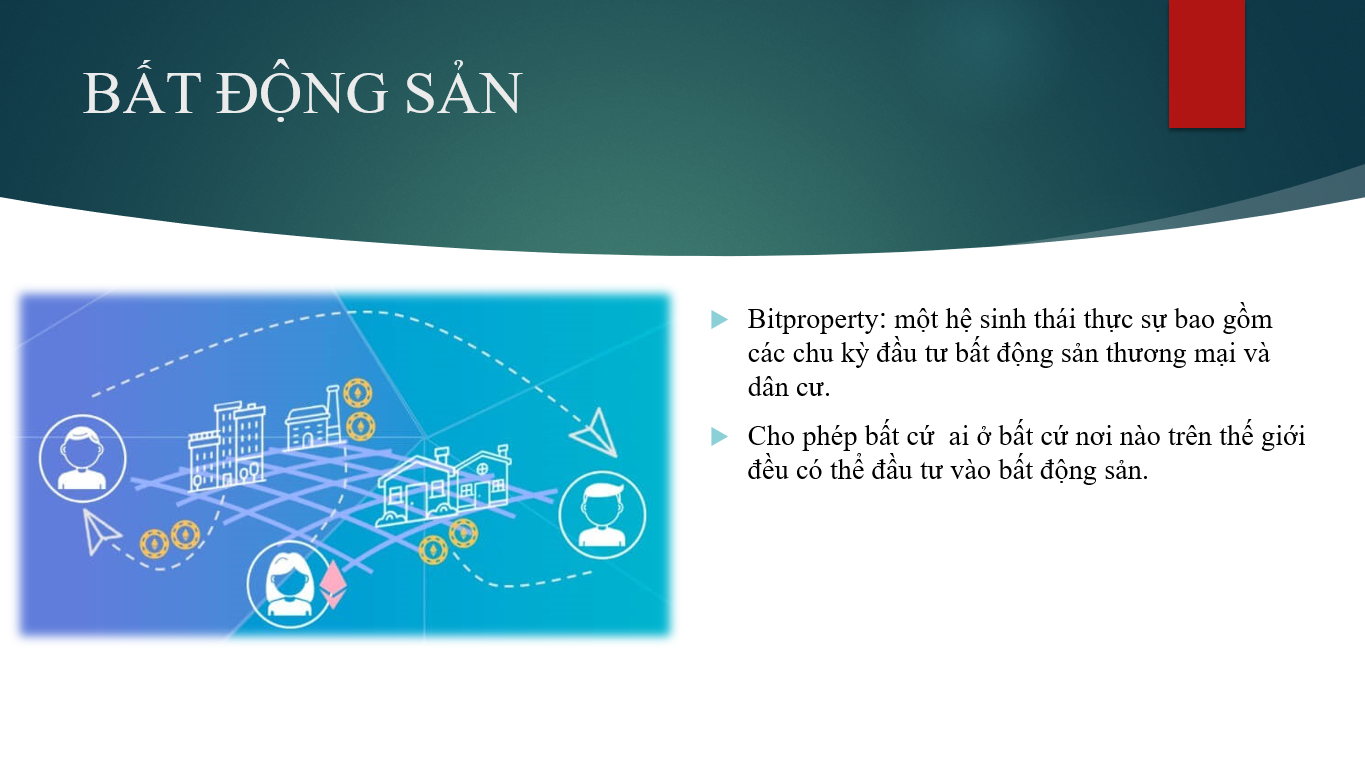 BẤT ĐỘNG SẢN
Bitproperty: một hệ sinh thái thực sự bao gồm
các chu kỳ đầu tư bất động sản thương mại và
dân cư.
Cho phép bất cứ  ai ở bất cứ nơi nào trên thế giới
đều có thể đầu tư vào bất động sản.